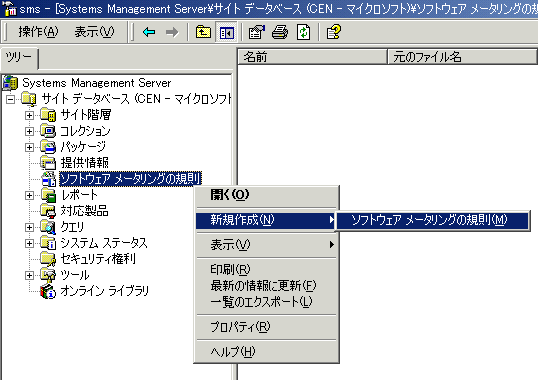 sms - [Systems Management Server¥サイト データベース (CEN - マイクロソフト)¥ソフトウェア メータリングの規
操作(A) 表示(V)
ツリー
名前 元のファイル名
Systems Management Server
サイト データベース (CEN - マイクロソフト
サイト階層
コレクション
パッケージ
提供情報
ソフトウェア メータリングの規則
レポート
対応製品
クエリ
システム ステータス
セキュリティ権利
ツール
オンライン ライブラリ
開く(O)
新規作成(N)
ソフトウェア メータリングの規則(M)
表示(V)
印刷(R)
最新の情報に更新(F)
一覧のエクスポート(L)
プロパティ(R)
ヘルプ(H)